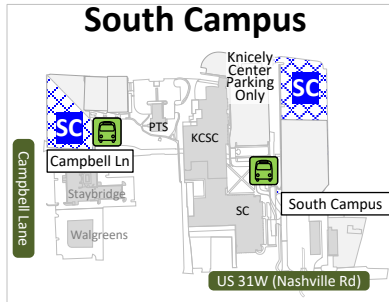 South Campus
Knicely
Center
Parking
Only
SC
SC
PTS
KCSC
Campbell Ln
Campbell Lane
Staybridge
South Campus
SC
Walgreens
US 31W (Nashville Rd)